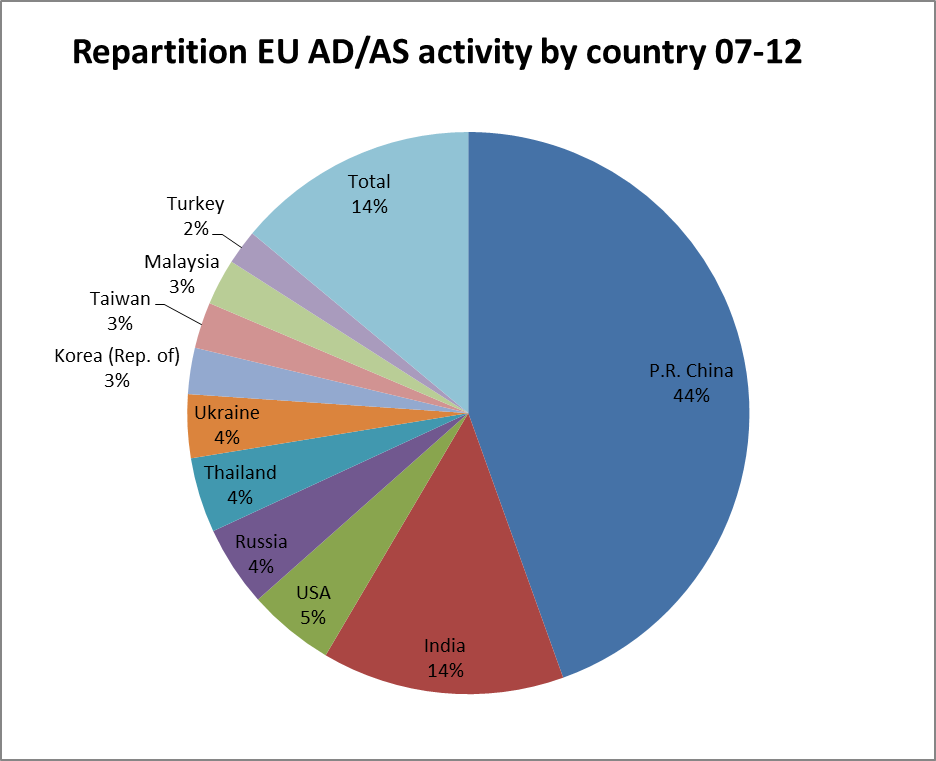 Repartition EU AD/AS activity by country 07-12
Total
14%
Turkey
2%
Malaysia
3%
Taiwan
3%
Korea (Rep. of)
3%
Ukraine
4%
Thailand
4%
Russia
4%
USA
5%
India
14%
P.R. China
44%